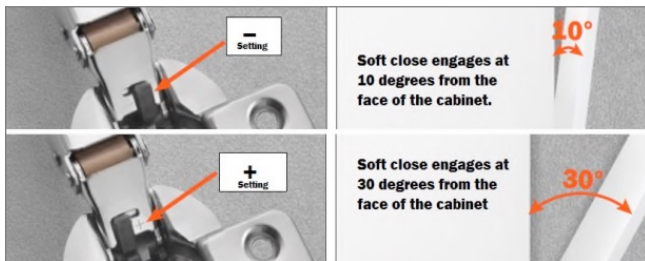 −
Setting
Soft close engages at
10 degrees from the
face of the cabinet.
10°
+
Setting
Soft close engages at
30 degrees from the
face of the cabinet
30°